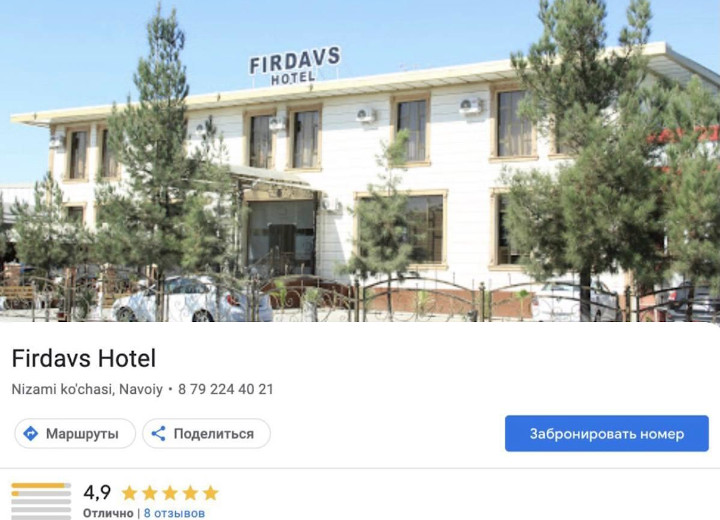 FIRDAVS
HOTEL
Firdavs Hotel
Nizami ko'chasi, Navoiy • 8 79 224 40 21
Маршруты
Поделиться
Забронировать номер
4,9
Отлично | 8 отзывов